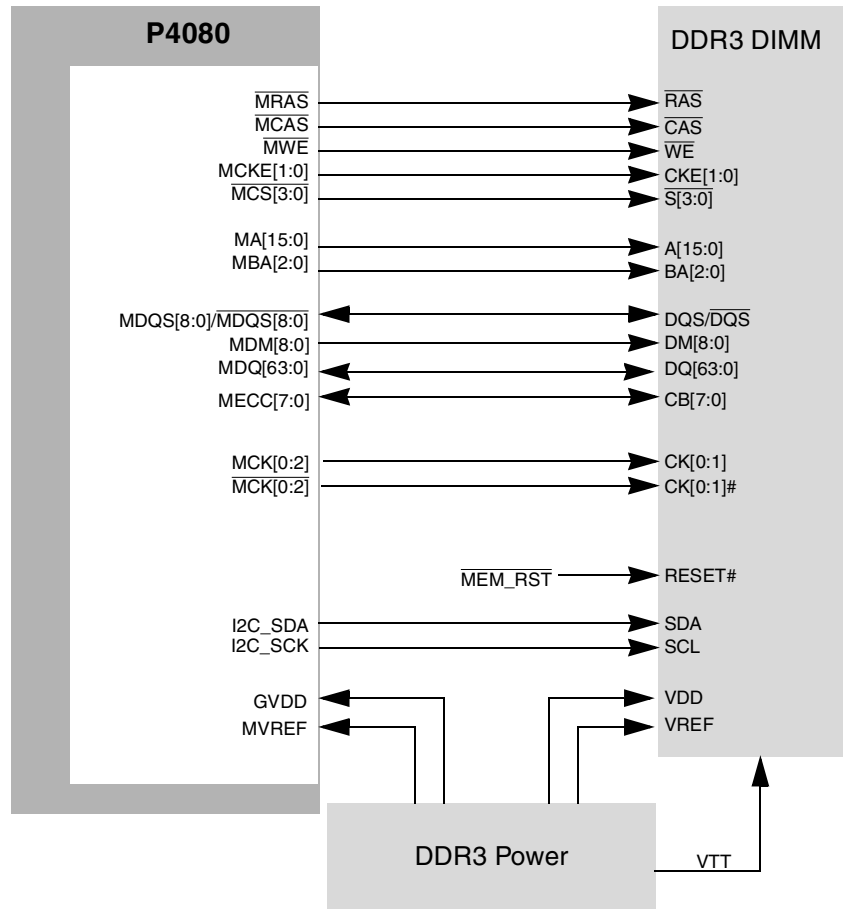 P4080 DDR3 DIMM
MRAS RAS
MCAS CAS
MWE WE
MCKE[1:0] CKE[1:0]
MCS[3:0] S[3:0]
MA[15:0] A[15:0]
MBA[2:0] BA[2:0]
MDQS[8:0]/MDQS[8:0] DQS/DQS
MDM[8:0] DM[8:0]
MDQ[63:0] DQ[63:0]
MECC[7:0] CB[7:0]
MCK[0:2] CK[0:1]
MCK[0:2] CK[0:1]#
MEM_RST RESET#
I2C_SDA SDA
I2C_SCK SCL
GVDD VDD
MVREF VREF
DDR3 Power VTT